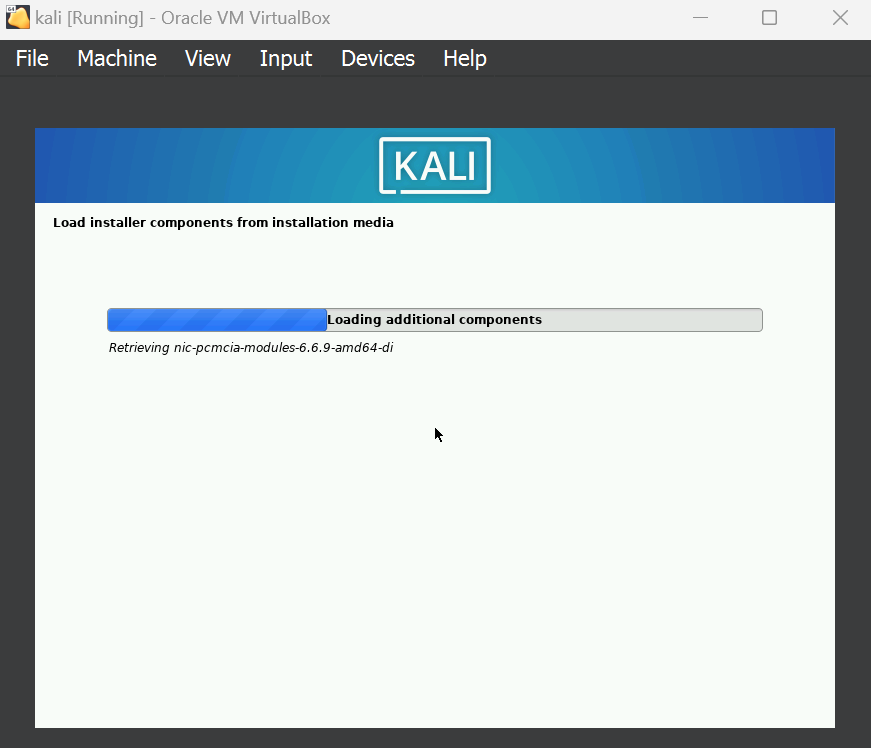 64
kali [Running] - Oracle VM VirtualBox
File Machine View Input Devices Help
KALI
Load installer components from installation media
Loading additional components
Retrieving nic-pcmcia-modules-6.6.9-amd64-di